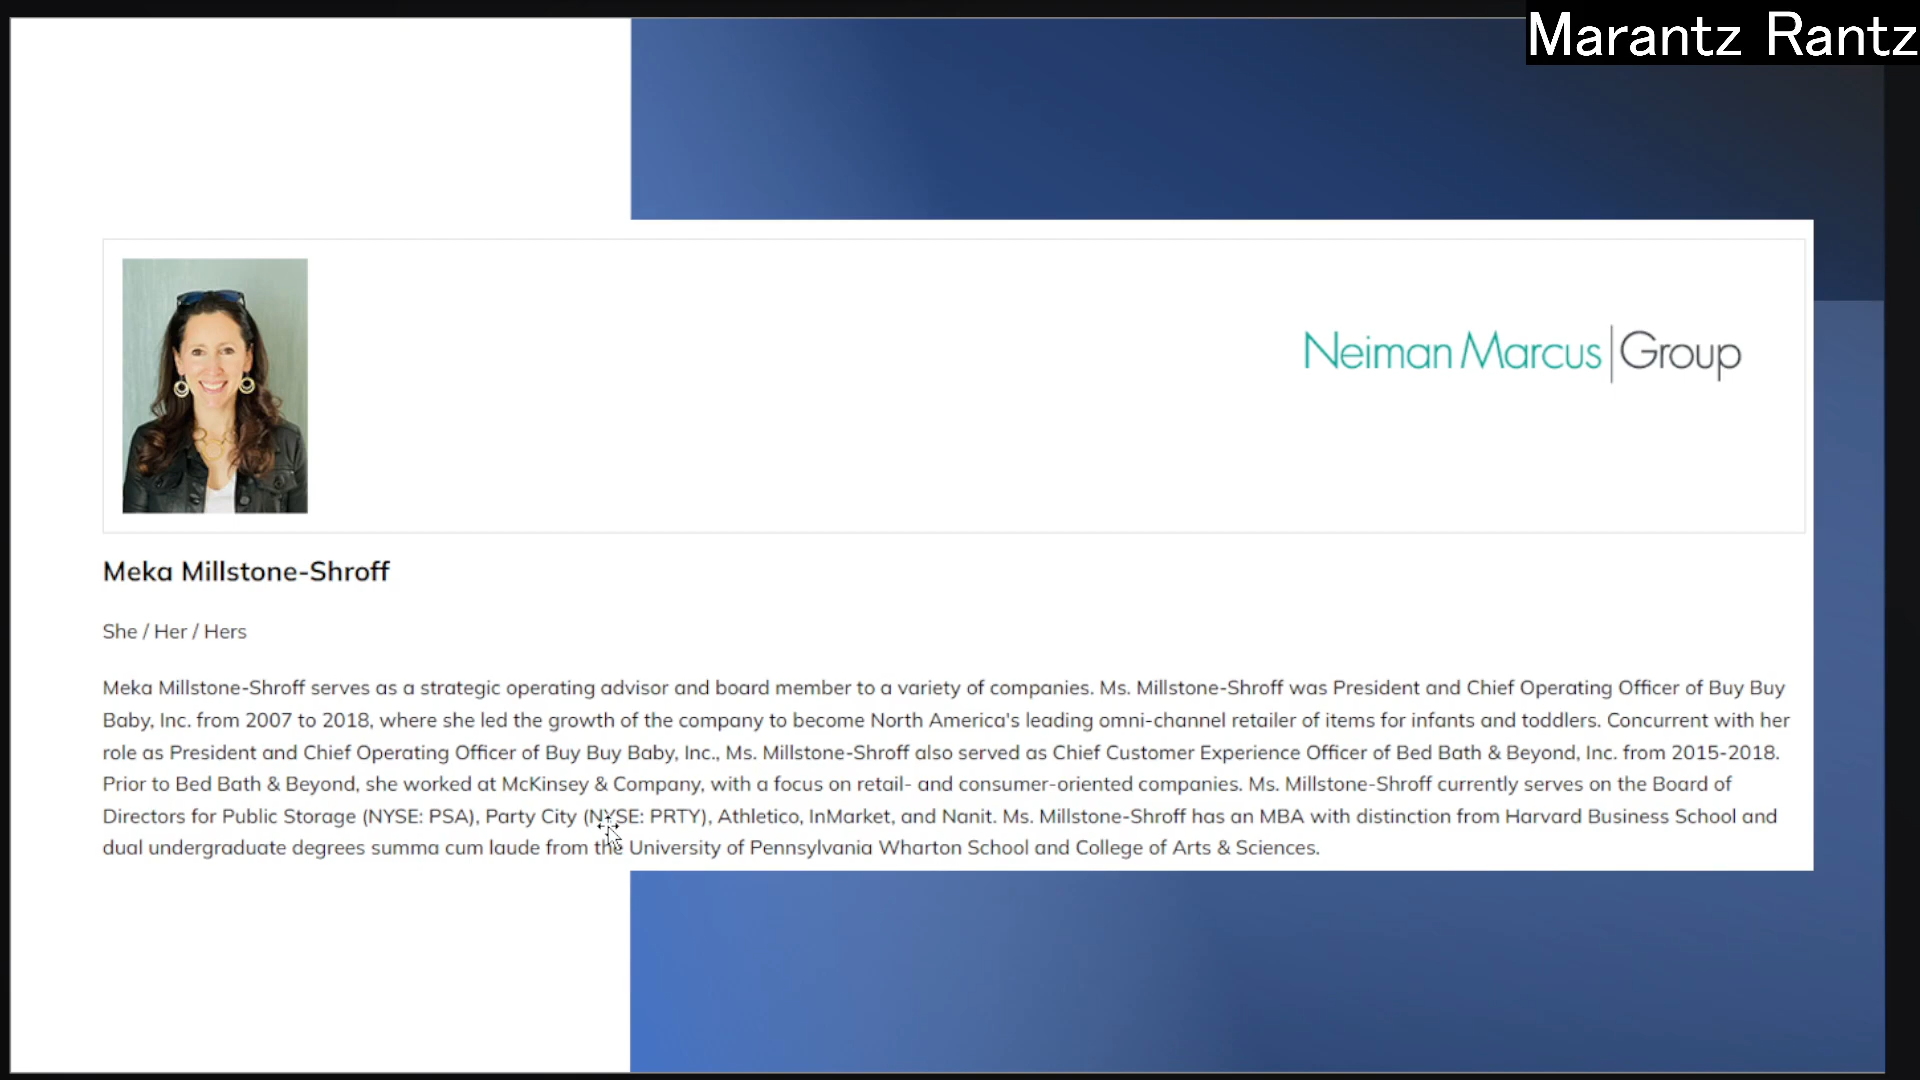 Marantz Rantz
Neiman Marcus Group
Meka Millstone-Shroff
She / Her / Hers
Meka Millstone-Shroff serves as a strategic operating advisor and board member to a variety of companies. Ms. Millstone-Shroff was President and Chief Operating Officer of Buy Buy
Baby, Inc. from 2007 to 2018, where she led the growth of the company to become North America's leading omni-channel retailer of items for infants and toddlers. Concurrent with her
role as President and Chief Operating Officer of Buy Buy Baby, Inc., Ms. Millstone-Shroff also served as Chief Customer Experience Officer of Bed Bath & Beyond, Inc. from 2015-2018.
Prior to Bed Bath & Beyond, she worked at McKinsey & Company, with a focus on retail- and consumer-oriented companies. Ms. Millstone-Shroff currently serves on the Board of
Directors for Public Storage (NYSE: PSA), Party City (NYSE: PRTY), Athletico, InMarket, and Nanit. Ms. Millstone-Shroff has an MBA with distinction from Harvard Business School and
dual undergraduate degrees summa cum laude from the University of Pennsylvania Wharton School and College of Arts & Sciences.